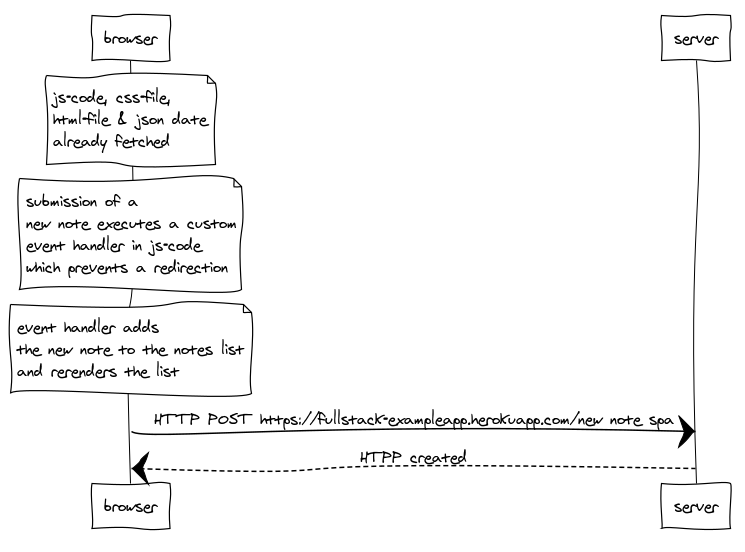 browser
server
js-code, css-file,
html-file & json date
already fetched
submission of a
new note executes a custom
event handler in js-code
which prevents a redirection
event handler adds
the new note to the notes list
and rerenders the list
HTTP POST https://fullstack-exampleapp.herokuapp.com/new note spa
HTPP created
browser
server